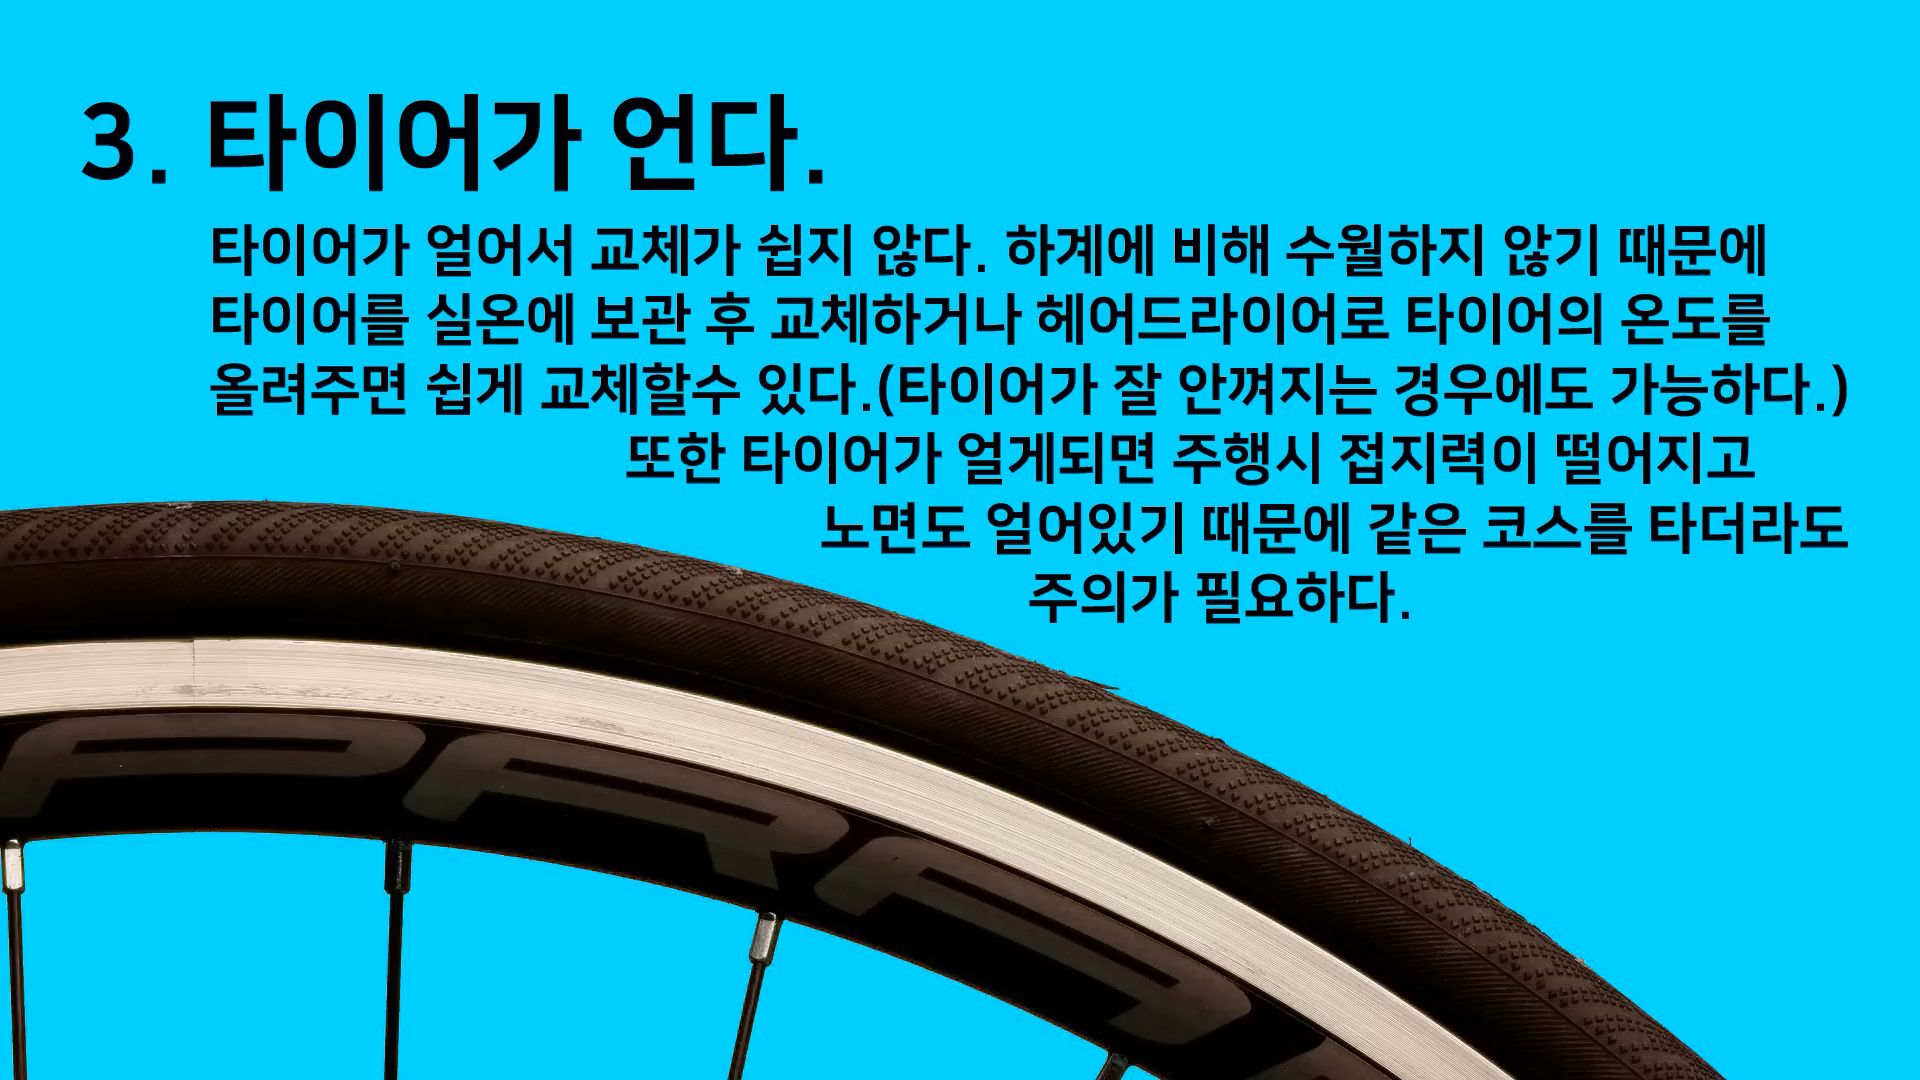 3. 타이어가 언다.
타이어가 얼어서 교체가 쉽지 않다. 하계에 비해 수월하지 않기 때문에
타이어를 실온에 보관 후 교체하거나 헤어드라이어로 타이어의 온도를
올려주면 쉽게 교체할수 있다.(타이어가 잘 안껴지는 경우에도 가능하다.)
또한 타이어가 얼게되면 주행시 접지력이 떨어지고
노면도 얼어있기 때문에 같은 코스를 타더라도
주의가 필요하다.